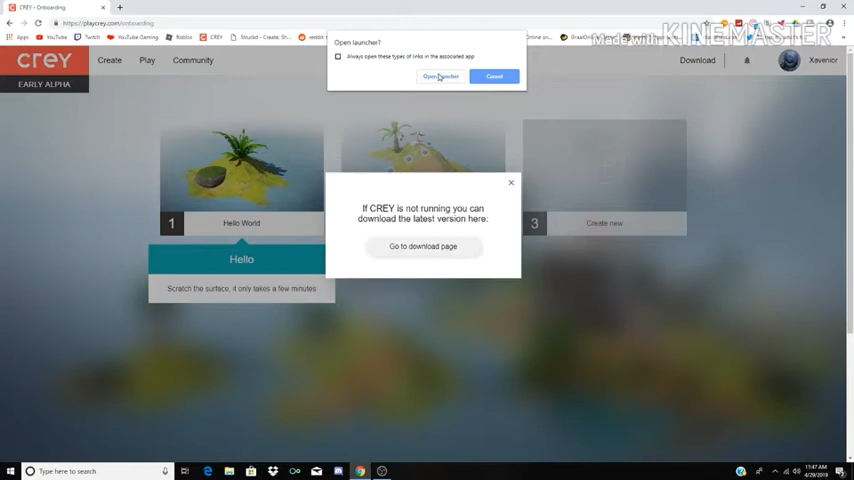 CREY - Onboarding
https://playcrey.com/onboarding
Apps
YouTube
YouTube Gaming
Roblox
CREY
Struckd - Create, Sh...
Made with KINEMASTER
crey
EARLY ALPHA
Create
Play
Community
Download
Xavenior
Open launcher?
Always open these types of links in the associated app
Open launcher
Cancel
If CREY is not running you can
download the latest version here:
Go to download page
1
Hello World
3
Create new
Hello
Scratch the surface, it only takes a few minutes
Type here to search
11:47 AM
4/29/2019